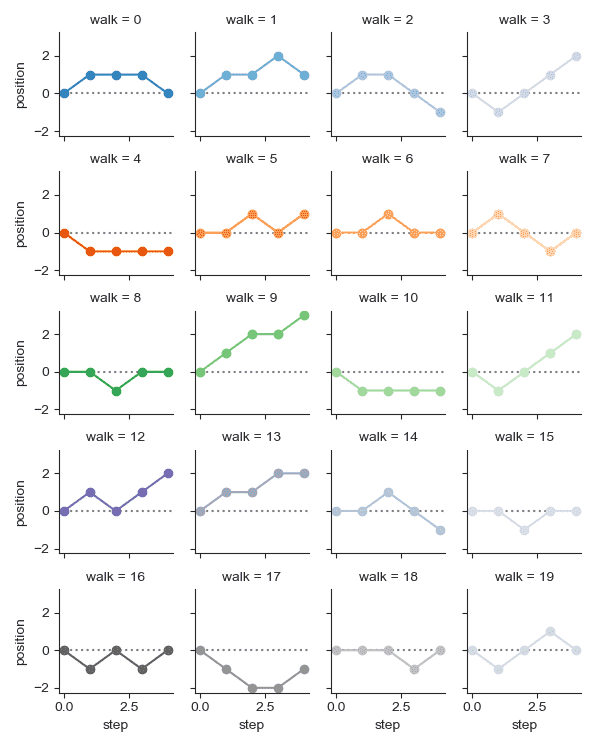 walk = 0 walk = 1 walk = 2 walk = 3
2
0
−2
position
walk = 4 walk = 5 walk = 6 walk = 7
2
0
−2
position
walk = 8 walk = 9 walk = 10 walk = 11
2
0
−2
position
walk = 12 walk = 13 walk = 14 walk = 15
2
0
−2
position
walk = 16 walk = 17 walk = 18 walk = 19
2
0
−2
position
0.0 2.5 0.0 2.5 0.0 2.5 0.0 2.5
step step step step